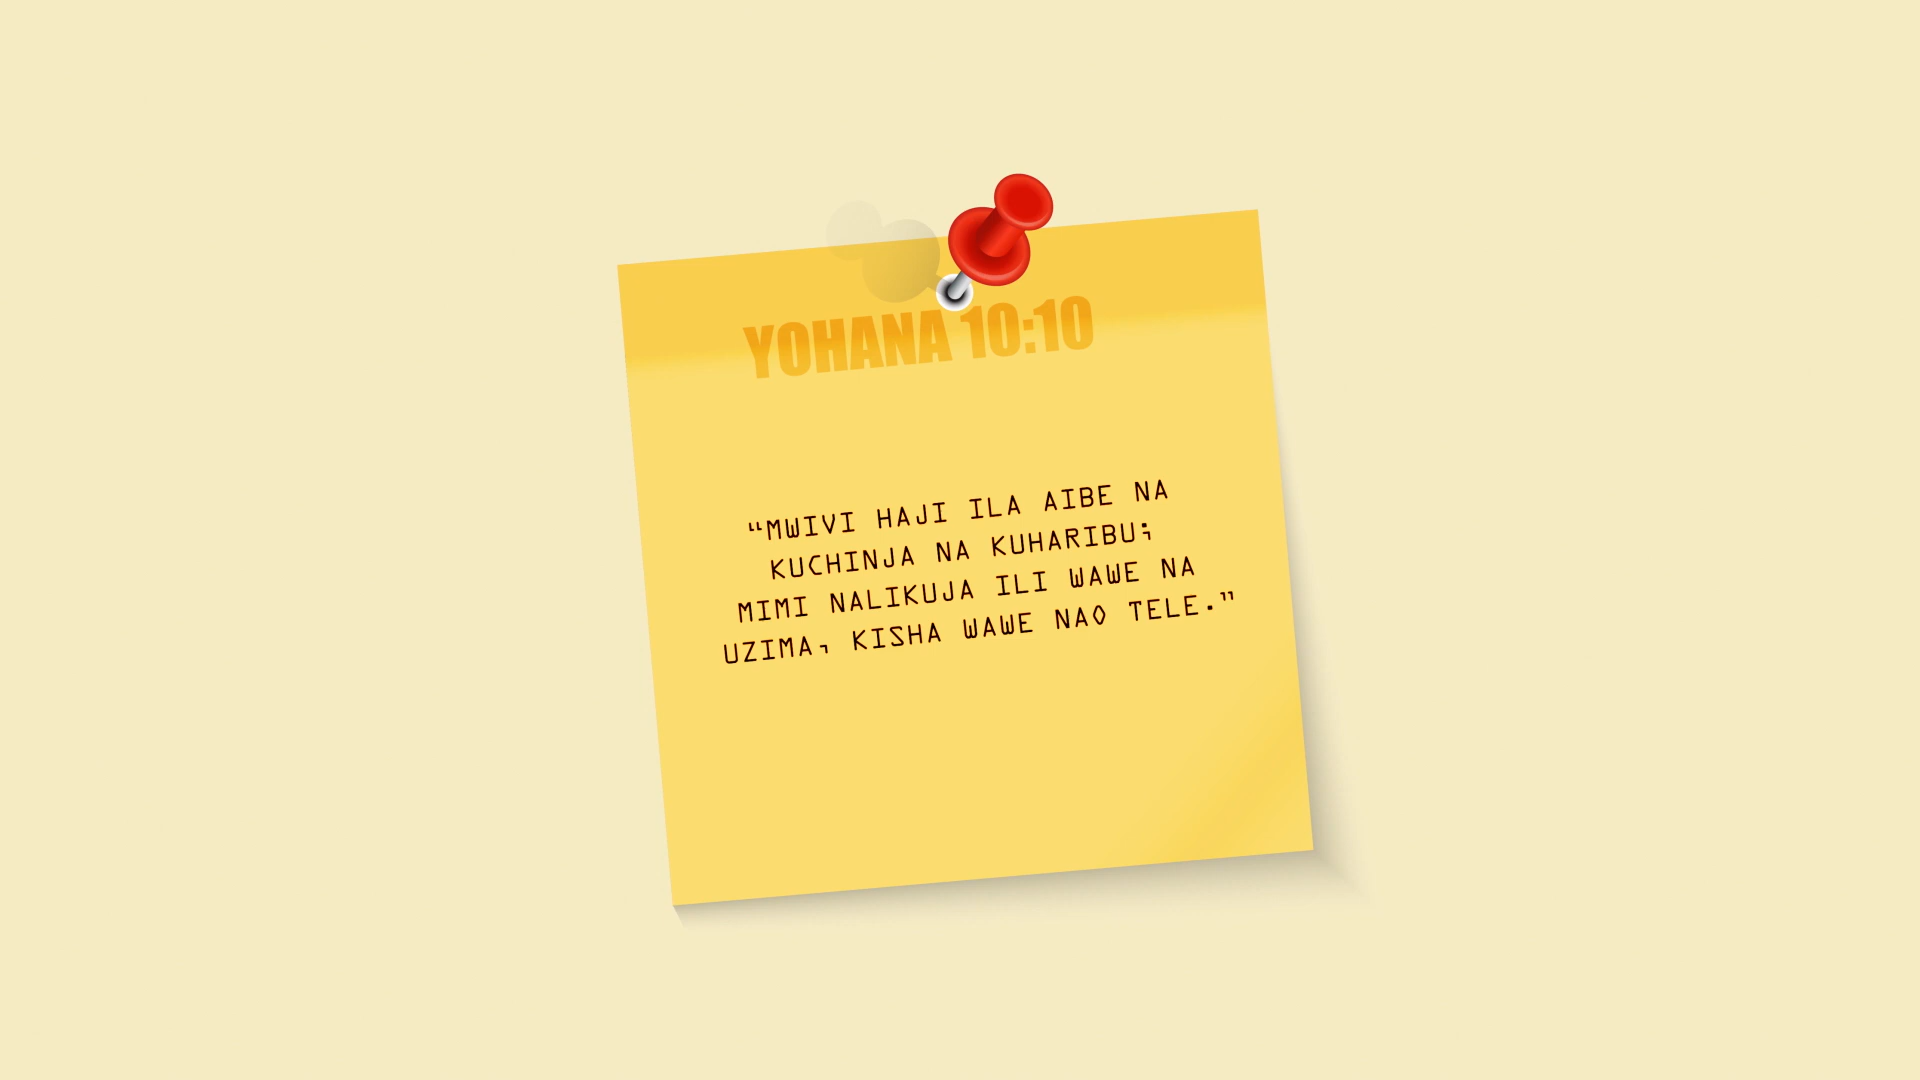 YOHANA 10:10
“MWIVI HAJI ILA AIBE NA
KUCHINJA NA KUHARIBU;
MIMI NALIKUJA ILI WAWE NA
UZIMA, KISHA WAWE NAO TELE.”